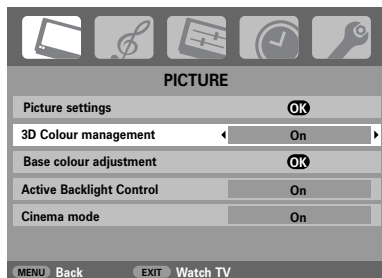 PICTURE
Picture settings OK
3D Colour management On
Base colour adjustment OK
Active Backlight Control On
Cinema mode On
MENU Back EXIT Watch TV